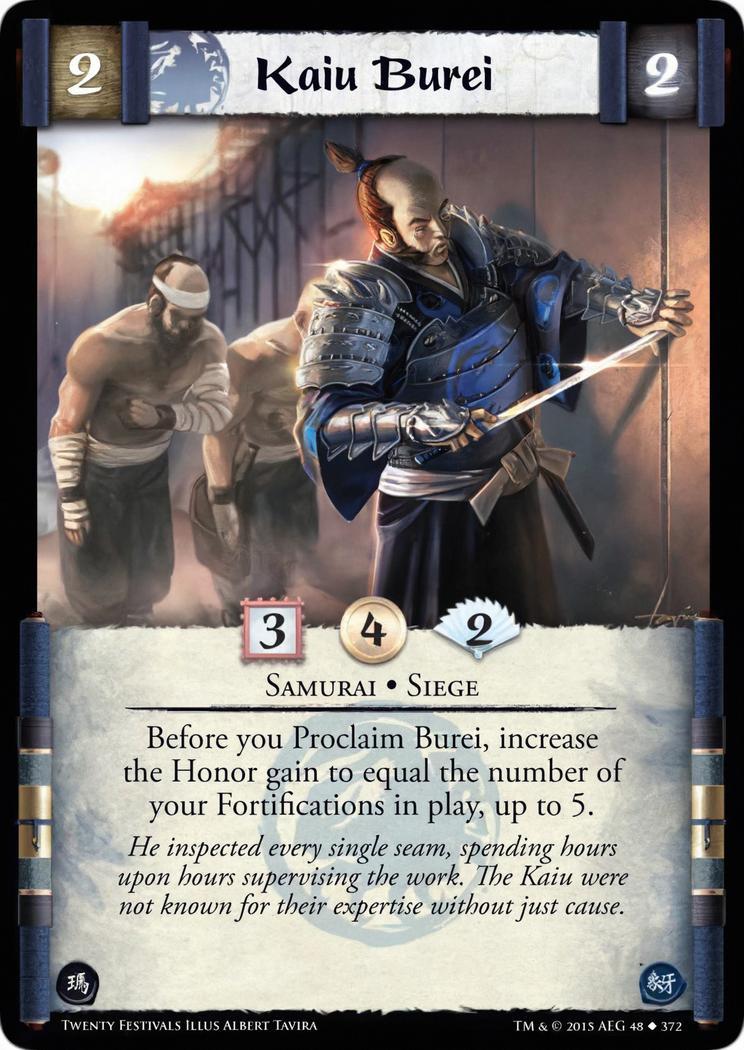 2
Kaiu Burei
2
3
4
2
Samurai • Siege
Before you Proclaim Burei, increase
the Honor gain to equal the number of
your Fortifications in play, up to 5.
He inspected every single seam, spending hours
upon hours supervising the work. The Kaiu were
not known for their expertise without just cause.
Twenty Festivals Illus Albert Tavira
TM & © 2015 AEG 48 ◆ 372